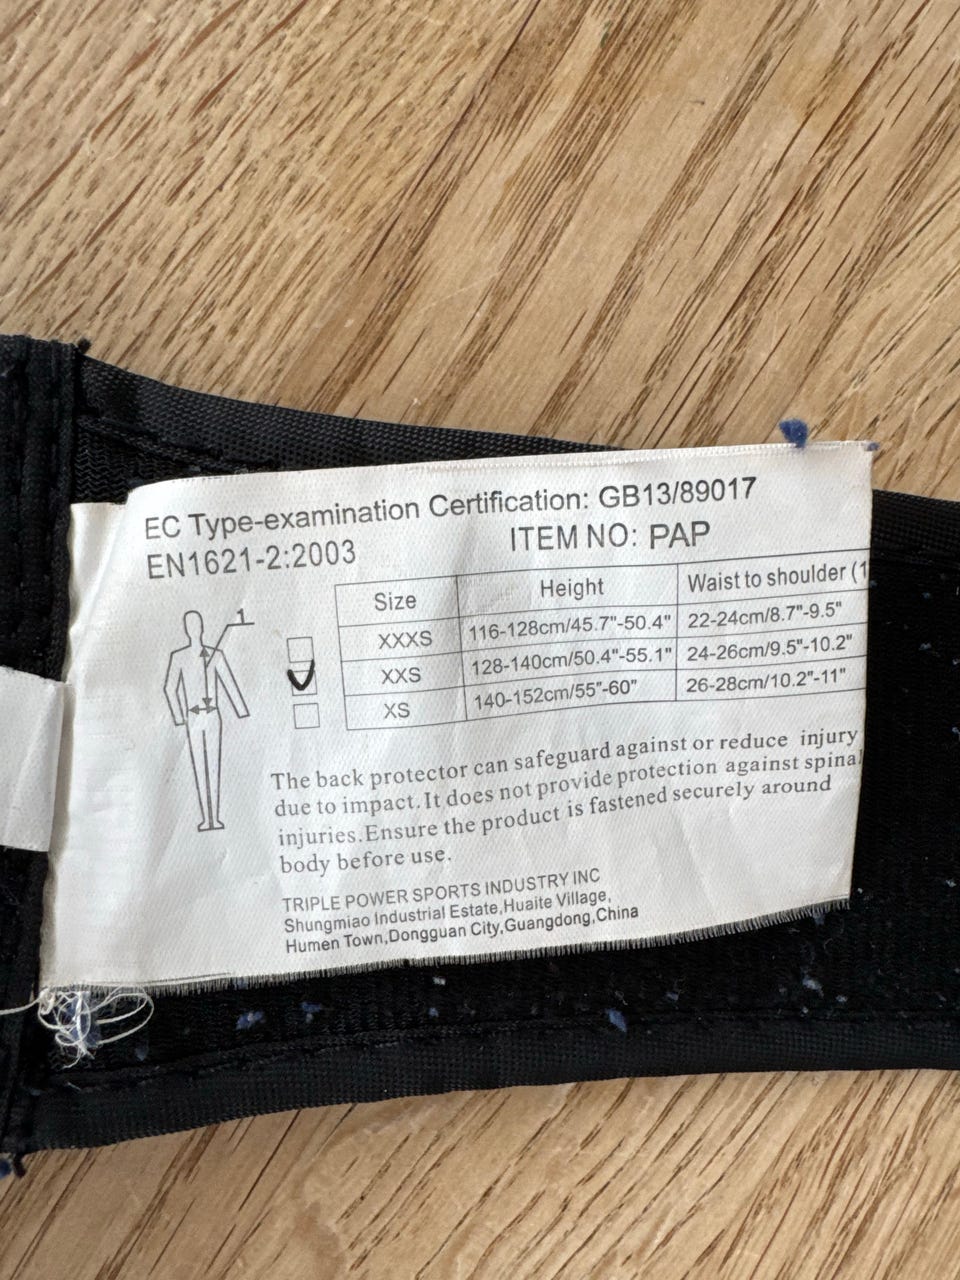 EC Type-examination Certification: GB13/89017
EN1621-2:2003 ITEM NO: PAP
1
Size Height Waist to shoulder (1
XXXS 116-128cm/45.7"-50.4" 22-24cm/8.7"-9.5"
XXS 128-140cm/50.4"-55.1" 24-26cm/9.5"-10.2"
XS 140-152cm/55"-60" 26-28cm/10.2"-11"
The back protector can safeguard against or reduce injury
due to impact.It does not provide protection against spinal
injuries.Ensure the product is fastened securely around
body before use.
TRIPLE POWER SPORTS INDUSTRY INC
Shungmiao Industrial Estate,Huaite Village,
Humen Town,Dongguan City,Guangdong,China